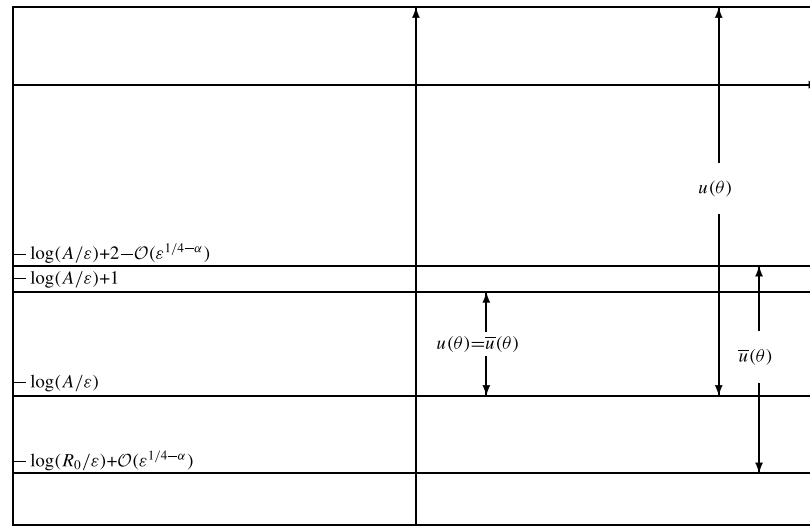 u(θ)
− log(A/ε)+2−𝒪(ε^{1/4−α})
− log(A/ε)+1
u(θ)=u̅(θ)
u̅(θ)
− log(A/ε)
− log(R₀/ε)+𝒪(ε^{1/4−α})